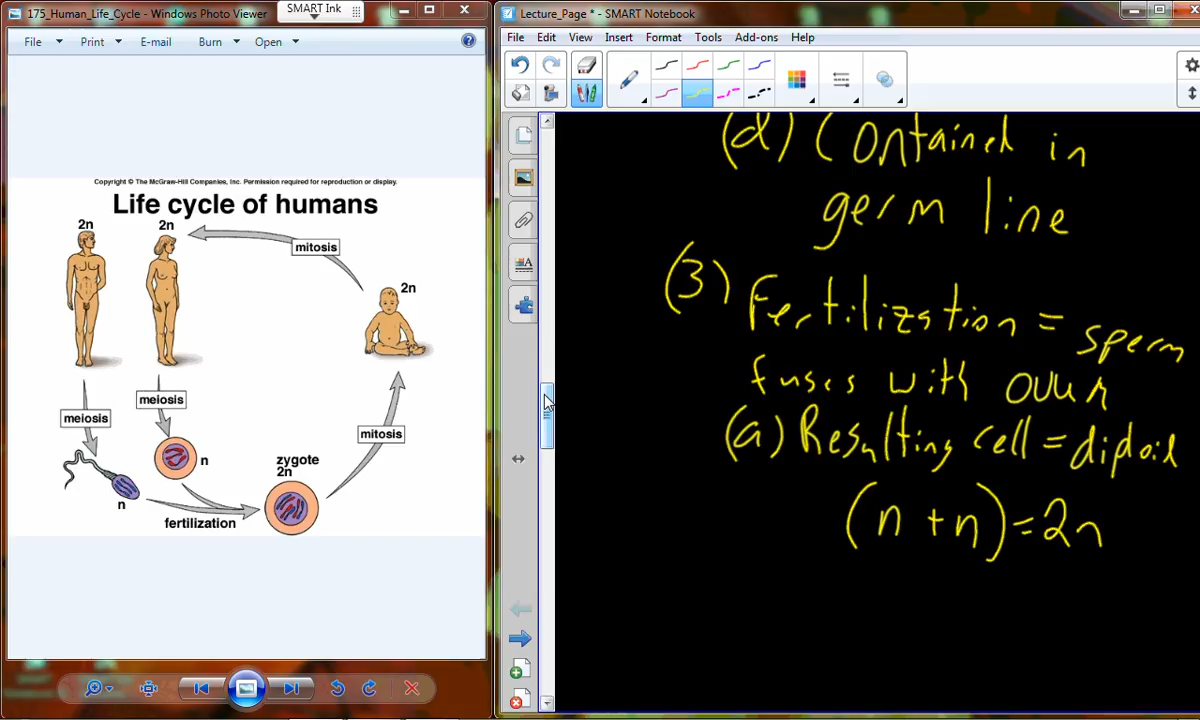 175_Human_Life_Cycle - Windows Photo Viewer
SMART Ink
File Print E-mail Burn Open
Copyright © The McGraw-Hill Companies, Inc. Permission required for reproduction or display.
Life cycle of humans
2n 2n
mitosis
2n
meiosis
meiosis
mitosis
n
zygote
2n
n
fertilization
Lecture_Page * - SMART Notebook
File Edit View Insert Format Tools Add-ons Help
(d) Contained in
germ line
(3) Fertilization = sperm
fuses with ovum
(a) Resulting cell = diploid
(n + n) = 2n